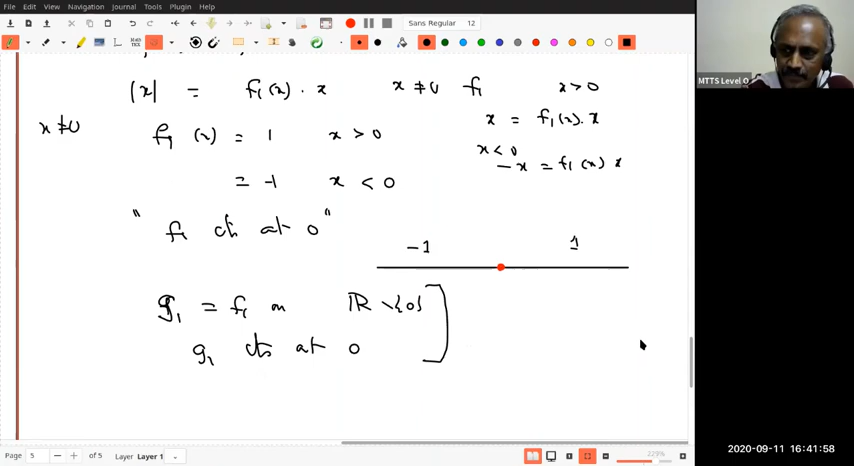 File Edit View Navigation Journal Tools Plugin Help
Sans Regular 12
|x| = f₁(x) . x x ≠ 0 f₁ x > 0
x = f₁(x) . x
x ≠ 0 f₁ (x) = 1 x > 0
x < 0
-x = f₁(x) x
= -1 x < 0
" f₁ cts at 0 "
-1 1
g₁ = f₁ on ℝ \ {0}
g₁ cts at 0
MTTS Level O
2020-09-11 16:41:58
Page 5 of 5 Layer Layer 1 229%